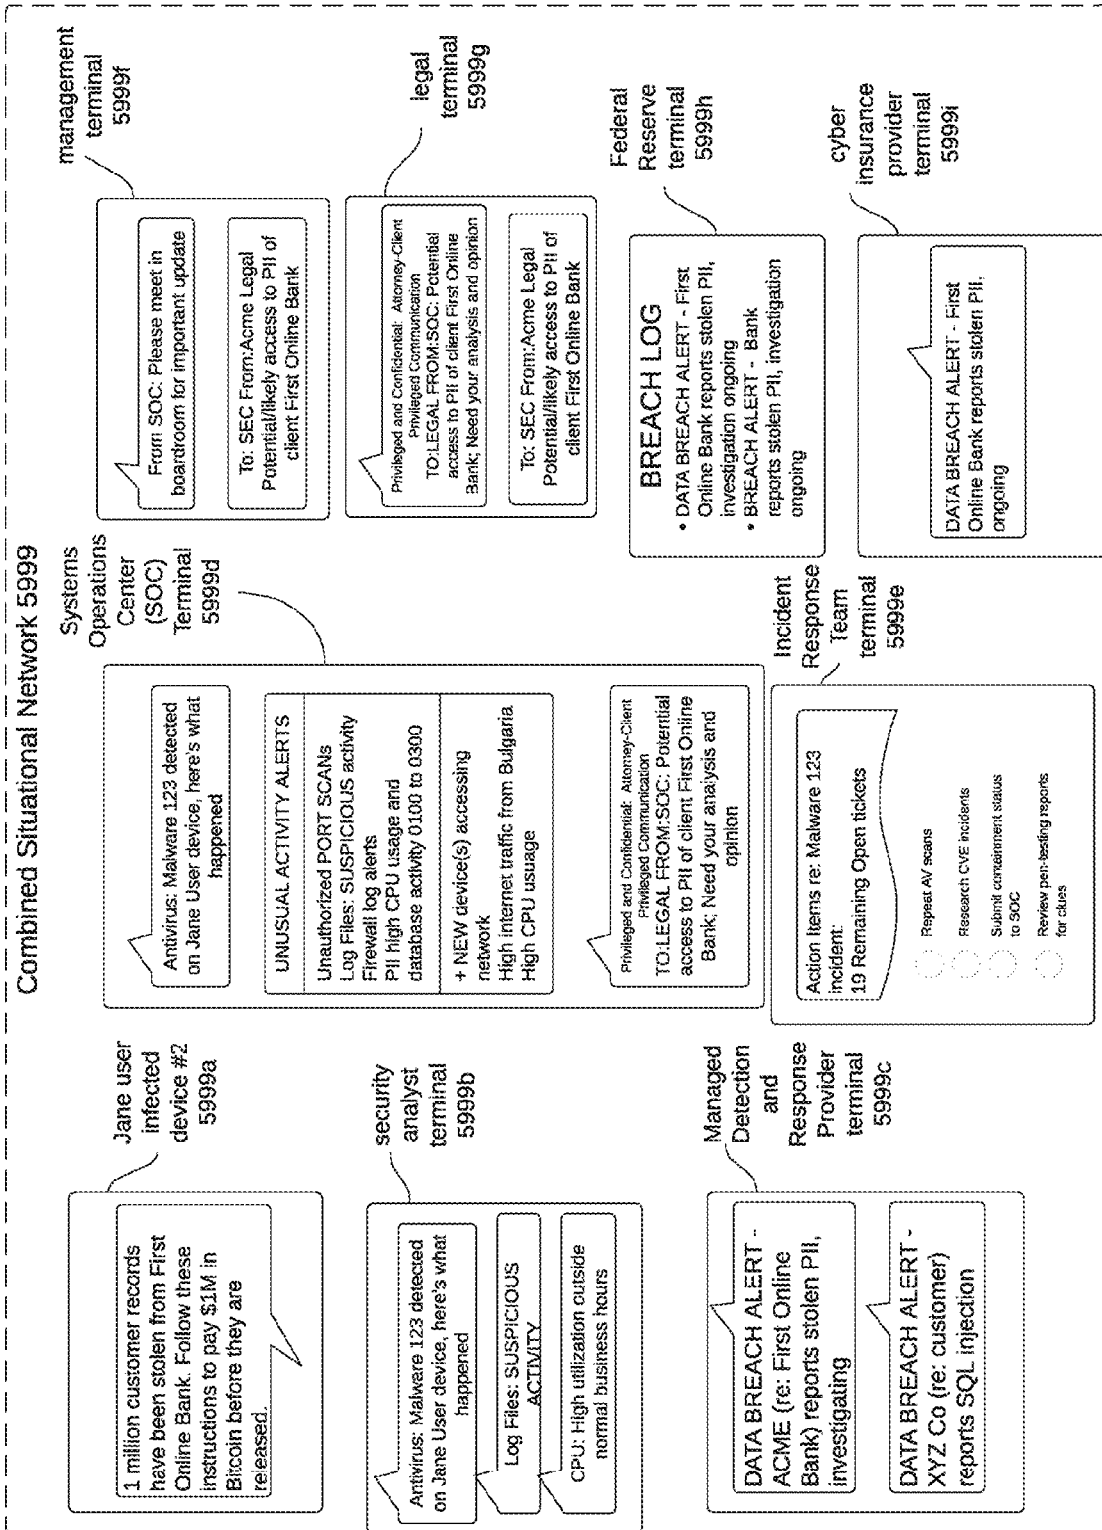 Combined Situational Network 5999
Jane user
infected
device #2
5999a
1 million customer records
have been stolen from First
Online Bank. Follow these
instructions to pay $1M in
Bitcoin before they are
released.
security
analyst
terminal
5999b
Antivirus: Malware 123 detected
on Jane User device, here's what
happened
Log Files: SUSPICIOUS
ACTIVITY
CPU: High utilization outside
normal business hours
Managed
Detection
and
Response
Provider
terminal
5999c
DATA BREACH ALERT -
ACME (re: First Online
Bank) reports stolen PII,
investigating
DATA BREACH ALERT -
XYZ Co (re: customer)
reports SQL injection
Systems
Operations
Center
(SOC)
Terminal
5999d
Antivirus: Malware 123 detected
on Jane User device, here's what
happened
UNUSUAL ACTIVITY ALERTS
Unauthorized PORT SCANs
Log Files: SUSPICIOUS activity
Firewall log alerts
PII high CPU usage and
database activity 0100 to 0300
+ NEW device(s) accessing
network
High internet traffic from Bulgaria
High CPU usuage
Privileged and Confidential: Attorney-Client
Privileged Communication
TO:LEGAL FROM:SOC: Potential
access to PII of client First Online
Bank; Need your analysis and
opinion
Incident
Response
Team
terminal
5999e
Action Items re: Malware 123
incident:
19 Remaining Open tickets
Repeat AV scans
Research CVE incidents
Submit containment status
to SOC
Review pen-testing reports
for clues
management
terminal
5999f
From SOC: Please meet in
boardroom for important update
To: SEC From:Acme Legal
Potential/likely access to PII of
client First Online Bank
legal
terminal
5999g
Privileged and Confidential: Attorney-Client
Privileged Communication
TO:LEGAL FROM:SOC: Potential
access to PII of client First Online
Bank; Need your analysis and opinion
To: SEC From:Acme Legal
Potential/likely access to PII of
client First Online Bank
Federal
Reserve
terminal
5999h
BREACH LOG
• DATA BREACH ALERT - First
Online Bank reports stolen PII,
investigation ongoing
• BREACH ALERT - Bank
reports stolen PII, investigation
ongoing
cyber
insurance
provider
terminal
5999i
DATA BREACH ALERT - First
Online Bank reports stolen PII,
ongoing